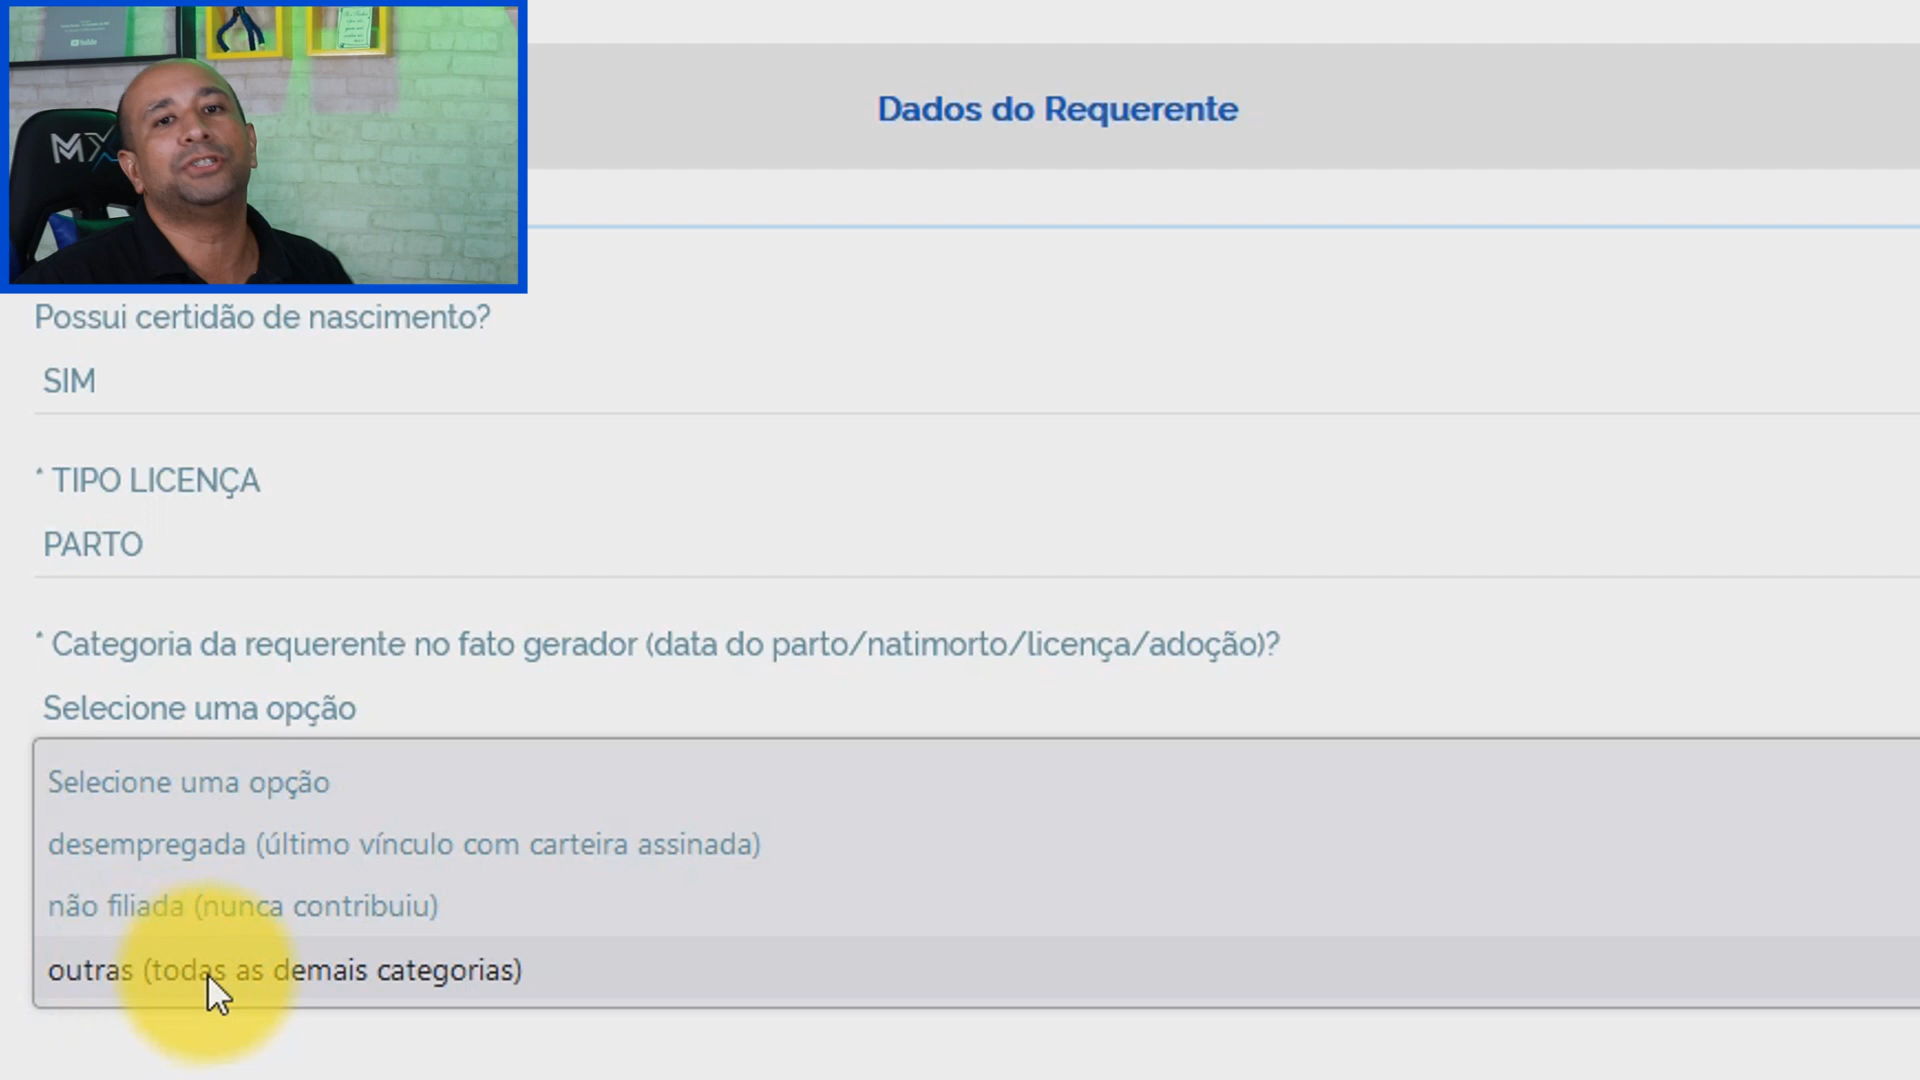 YouTube
MX
Dados do Requerente
Possui certidão de nascimento?
SIM
* TIPO LICENÇA
PARTO
* Categoria da requerente no fato gerador (data do parto/natimorto/licença/adoção)?
Selecione uma opção
Selecione uma opção
desempregada (último vínculo com carteira assinada)
não filiada (nunca contribuiu)
outras (todas as demais categorias)